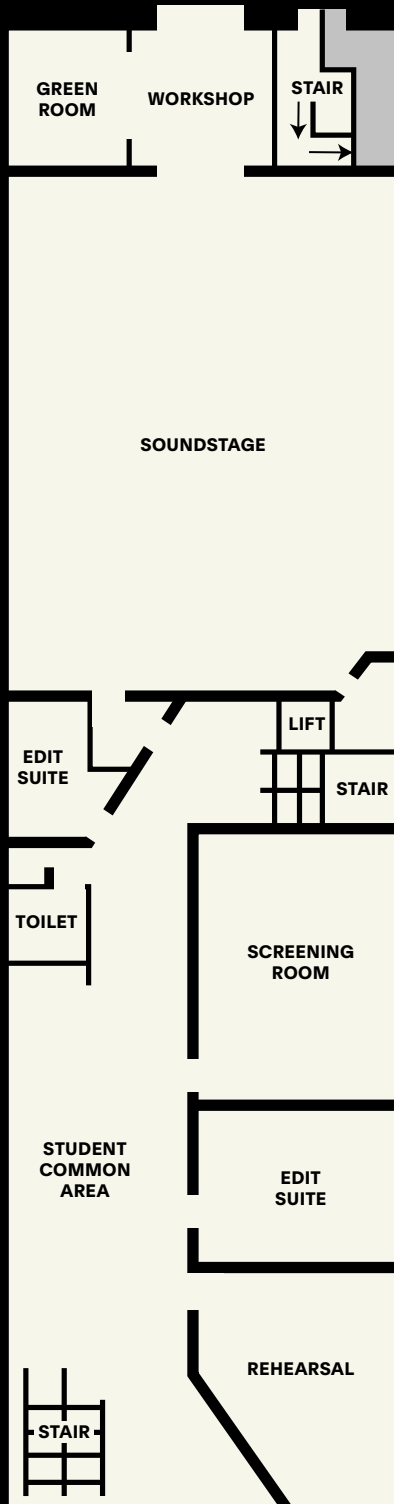 GREEN
ROOM
WORKSHOP
STAIR
SOUNDSTAGE
LIFT
EDIT
SUITE
STAIR
TOILET
SCREENING
ROOM
STUDENT
COMMON
AREA
EDIT
SUITE
REHEARSAL
STAIR